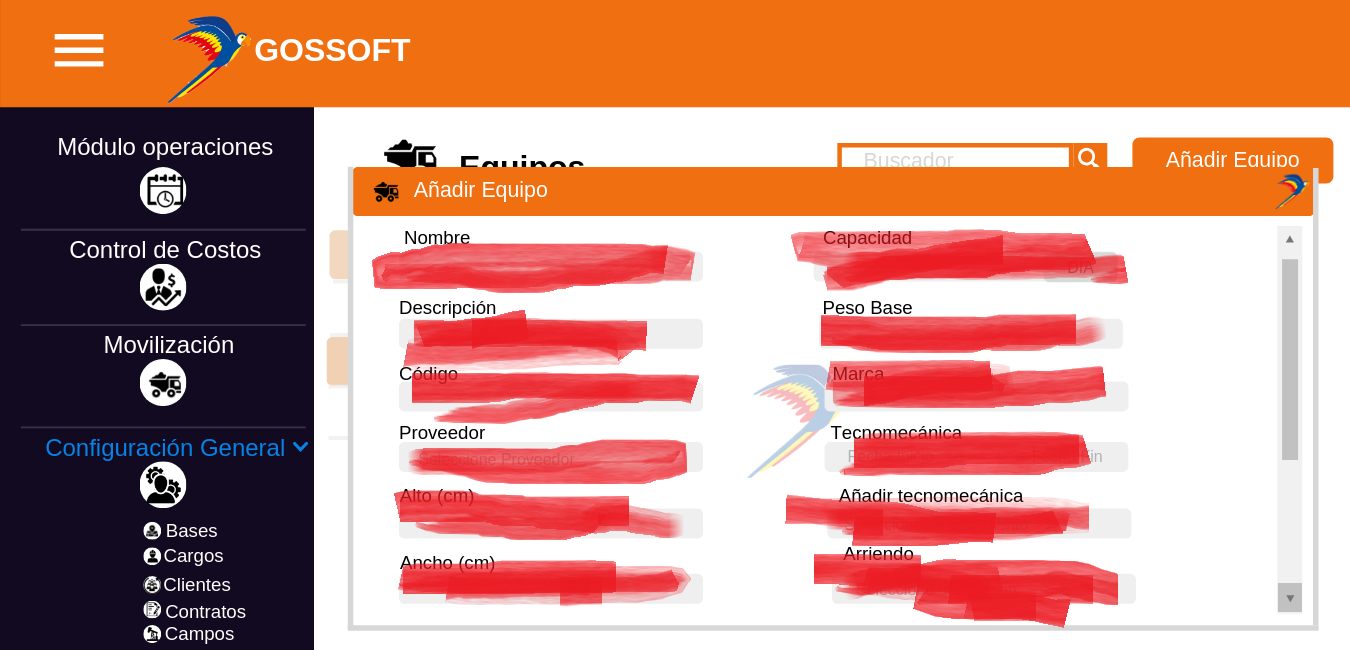 GOSSOFT
Módulo operaciones
Control de Costos
Movilización
Configuración General
Bases
Cargos
Clientes
Contratos
Campos
Equipos
Buscador
Añadir Equipo
Añadir Equipo
Nombre
Capacidad
DIA
Descripción
Peso Base
Código
Marca
Proveedor
Tecnomecánica
Proveedor
Fin
Alto (cm)
Añadir tecnomecánica
Ancho (cm)
Arriendo